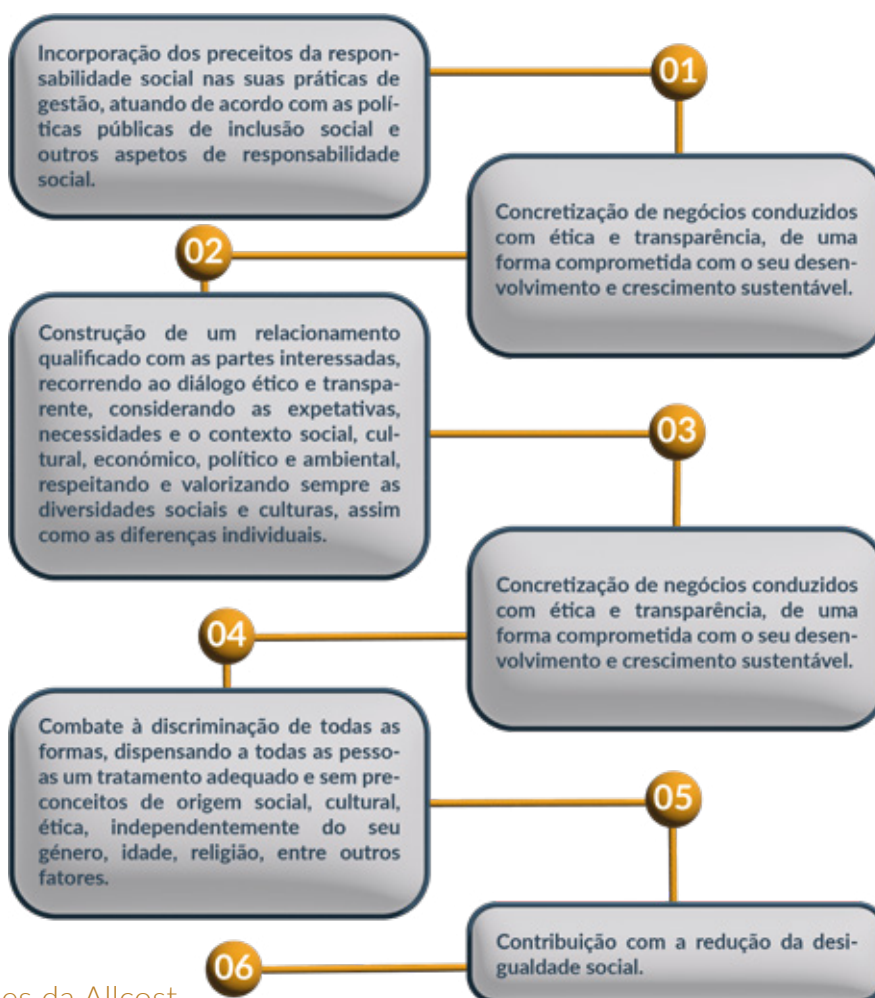 Incorporação dos preceitos da respon-
sabilidade social nas suas práticas de
gestão, atuando de acordo com as polí-
ticas públicas de inclusão social e
outros aspetos de responsabilidade
social.
01
Concretização de negócios conduzidos
com ética e transparência, de uma
forma comprometida com o seu desen-
volvimento e crescimento sustentável.
02
Construção de um relacionamento
qualificado com as partes interessadas,
recorrendo ao diálogo ético e transpa-
rente, considerando as expetativas,
necessidades e o contexto social, cul-
tural, económico, político e ambiental,
respeitando e valorizando sempre as
diversidades sociais e culturas, assim
como as diferenças individuais.
03
Concretização de negócios conduzidos
com ética e transparência, de uma
forma comprometida com o seu desen-
volvimento e crescimento sustentável.
04
Combate à discriminação de todas as
formas, dispensando a todas as pesso-
as um tratamento adequado e sem pre-
conceitos de origem social, cultural,
ética, independentemente do seu
género, idade, religião, entre outros
fatores.
05
Contribuição com a redução da desi-
gualdade social.
06
da Allcost